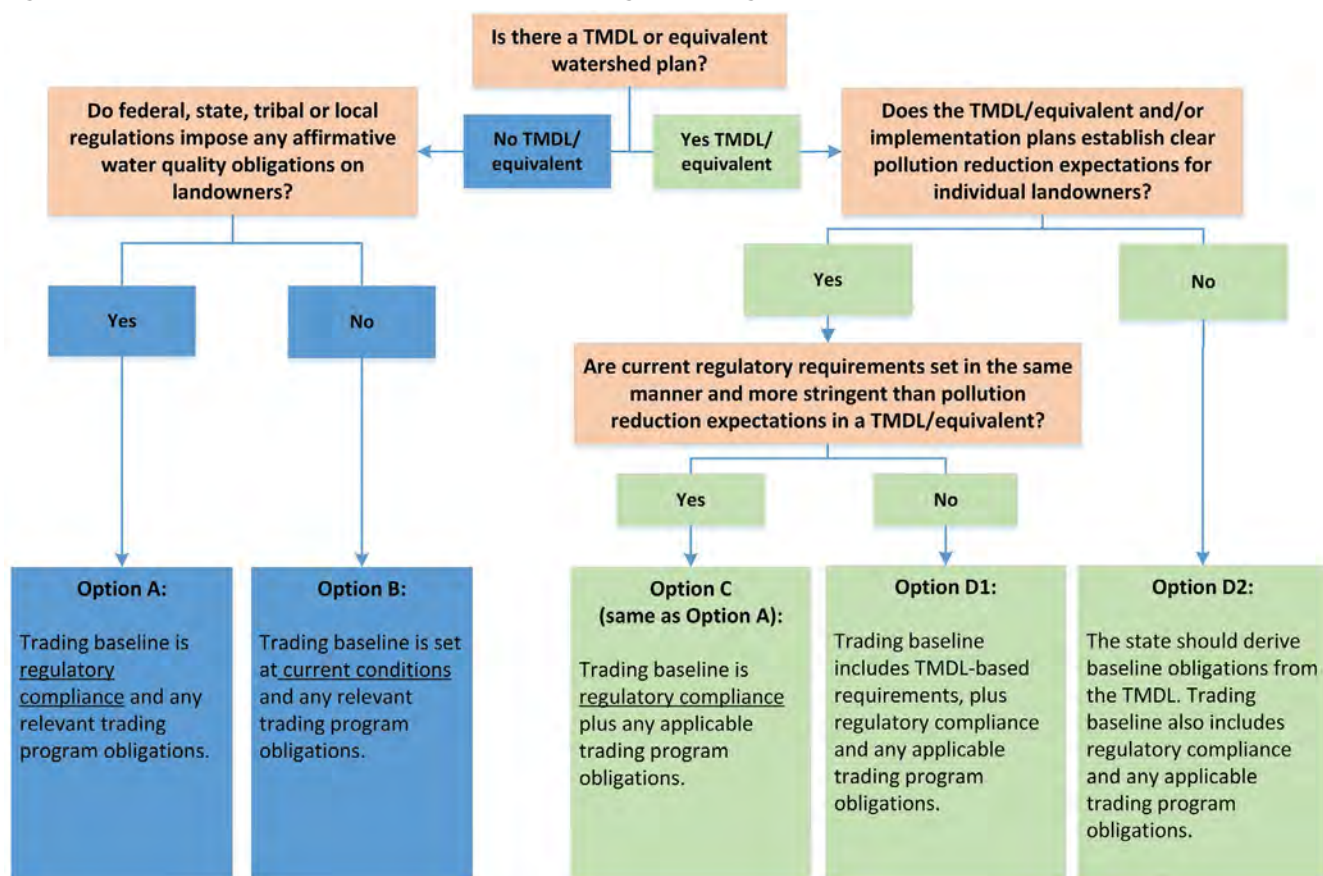 Is there a TMDL or equivalent
watershed plan?
Do federal, state, tribal or local
regulations impose any affirmative
water quality obligations on
landowners?
No TMDL/
equivalent
Yes TMDL/
equivalent
Does the TMDL/equivalent and/or
implementation plans establish clear
pollution reduction expectations for
individual landowners?
Yes
No
Yes
No
Are current regulatory requirements set in the same
manner and more stringent than pollution
reduction expectations in a TMDL/equivalent?
Yes
No
Option A:
Trading baseline is
regulatory
compliance and any
relevant trading
program obligations.
Option B:
Trading baseline is set
at current conditions
and any relevant
trading program
obligations.
Option C
(same as Option A):
Trading baseline is
regulatory compliance
plus any applicable
trading program
obligations.
Option D1:
Trading baseline
includes TMDL-based
requirements, plus
regulatory compliance
and any applicable
trading program
obligations.
Option D2:
The state should derive
baseline obligations from
the TMDL. Trading
baseline also includes
regulatory compliance
and any applicable
trading program
obligations.